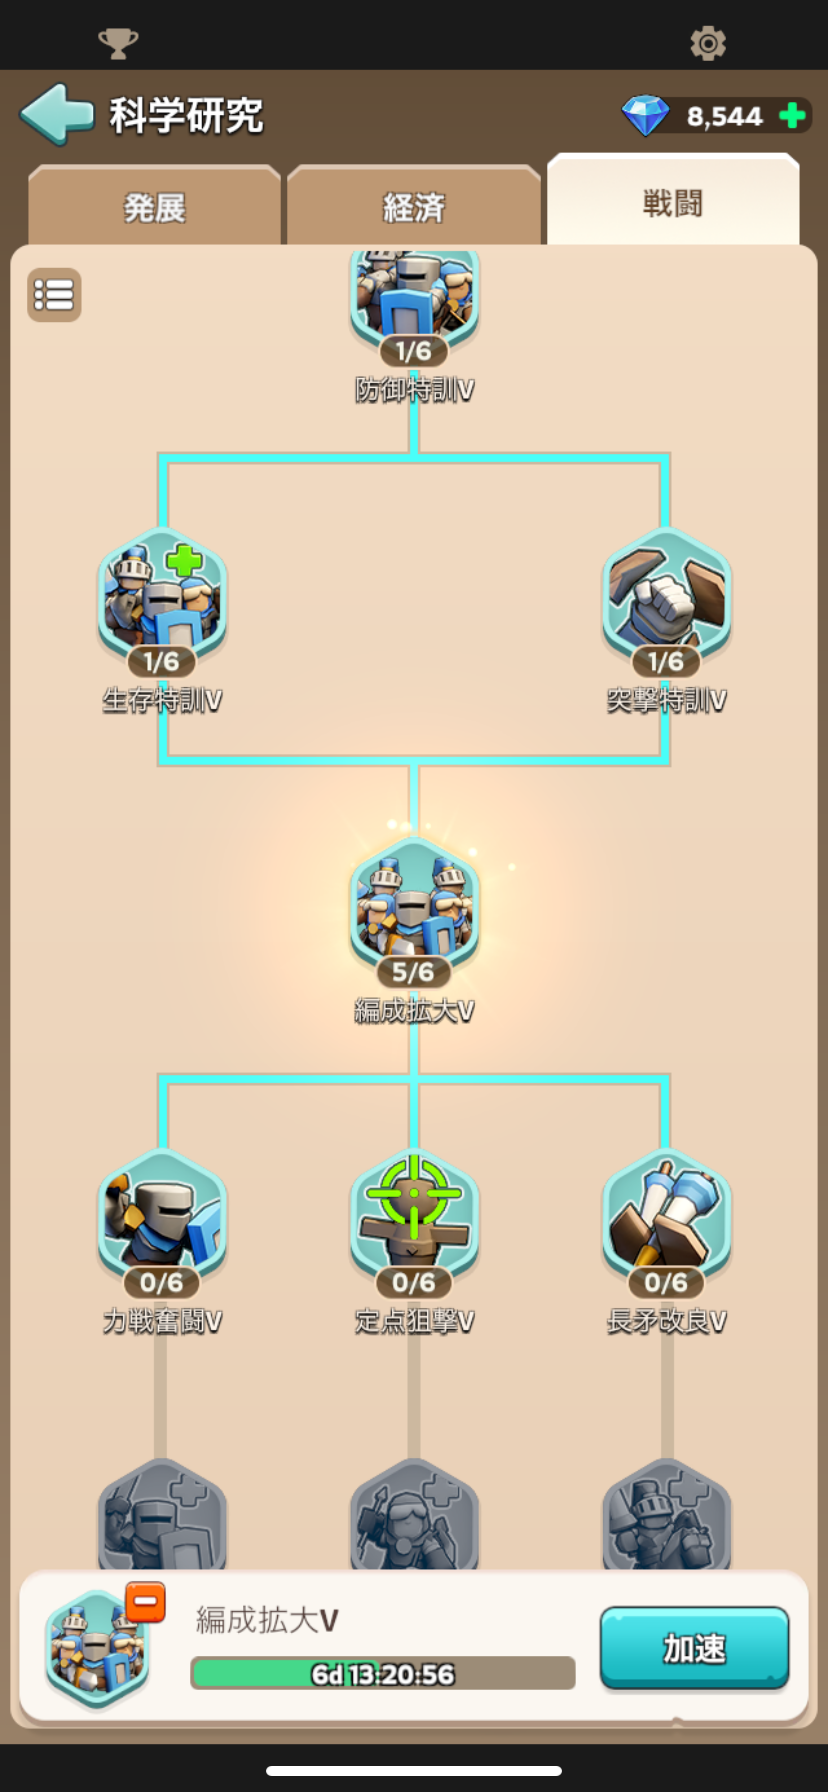 科学研究
8,544
発展
経済
戦闘
1/6
防御特訓V
1/6
1/6
生存特訓V
突撃特訓V
5/6
編成拡大V
0/6
0/6
0/6
力戦奮闘V
定点狙撃V
長矛改良V
編成拡大V
6d 13:20:56
加速